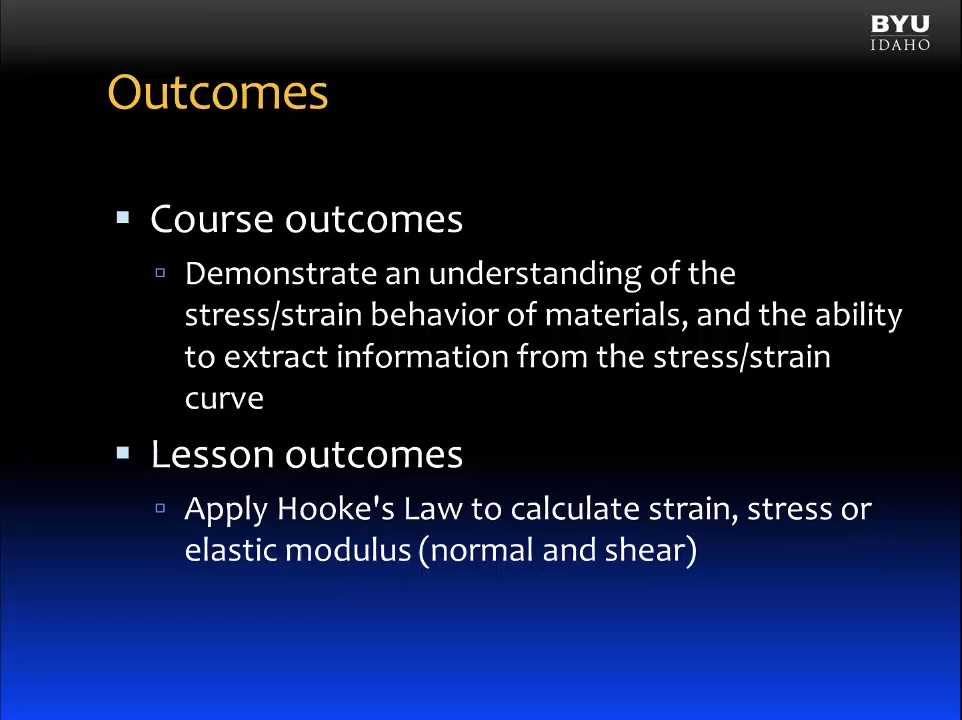 BYU
IDAHO
Outcomes
Course outcomes
Demonstrate an understanding of the
stress/strain behavior of materials, and the ability
to extract information from the stress/strain
curve
Lesson outcomes
Apply Hooke's Law to calculate strain, stress or
elastic modulus (normal and shear)